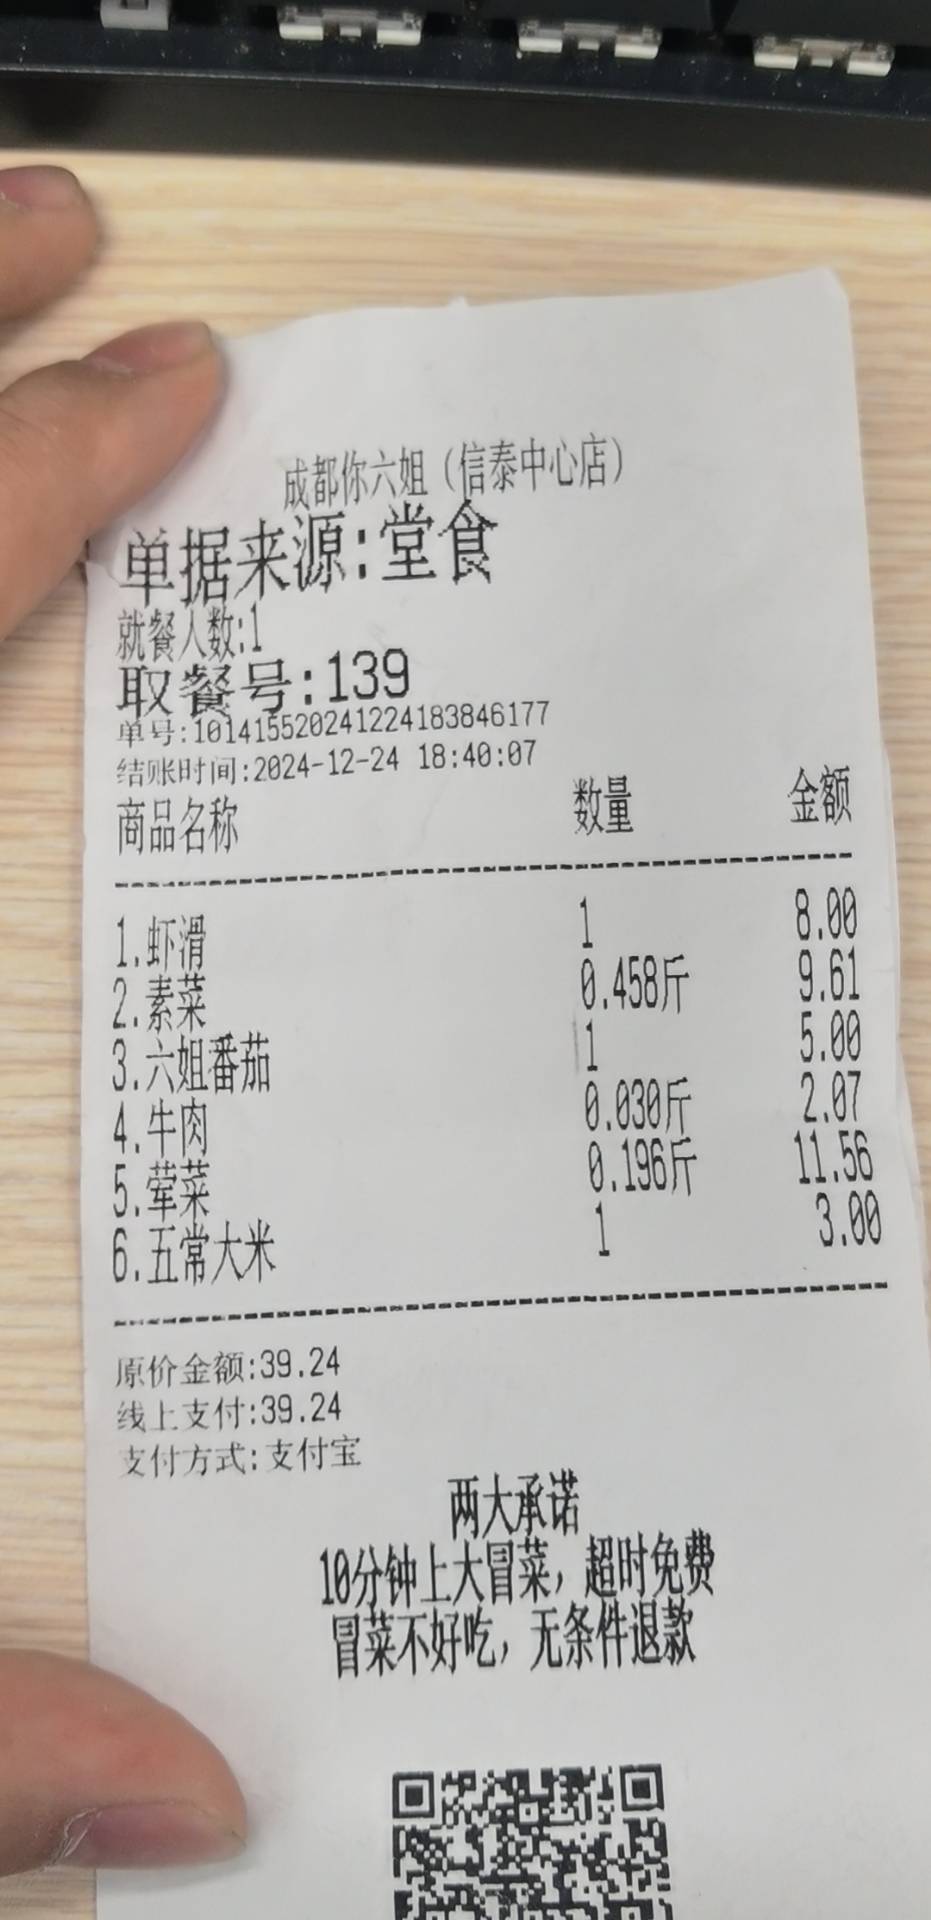 成都你六姐(信泰中心店)
单据来源:堂食
就餐人数:1
取餐号:139
单号:101415520241224183846177
结账时间:2024-12-24 18:40:07
商品名称 数量 金额
1.虾滑 1 8.00
2.素菜 0.458斤 9.61
3.六姐番茄 1 5.00
4.牛肉 0.030斤 2.07
5.荤菜 0.196斤 11.56
6.五常大米 1 3.00
原价金额:39.24
线上支付:39.24
支付方式:支付宝
两大承诺
10分钟上大冒菜,超时免费
冒菜不好吃,无条件退款